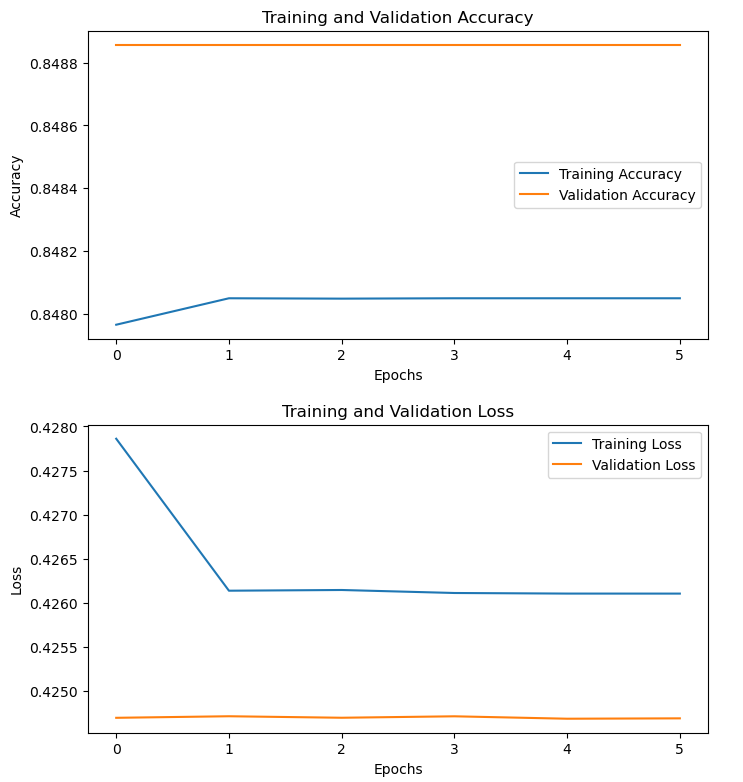 Training and Validation Accuracy
0.8488
0.8486
0.8484
0.8482
0.8480
Accuracy
Training Accuracy
Validation Accuracy
0 1 2 3 4 5
Epochs
Training and Validation Loss
0.4280
0.4275
0.4270
0.4265
0.4260
0.4255
0.4250
Loss
Training Loss
Validation Loss
0 1 2 3 4 5
Epochs